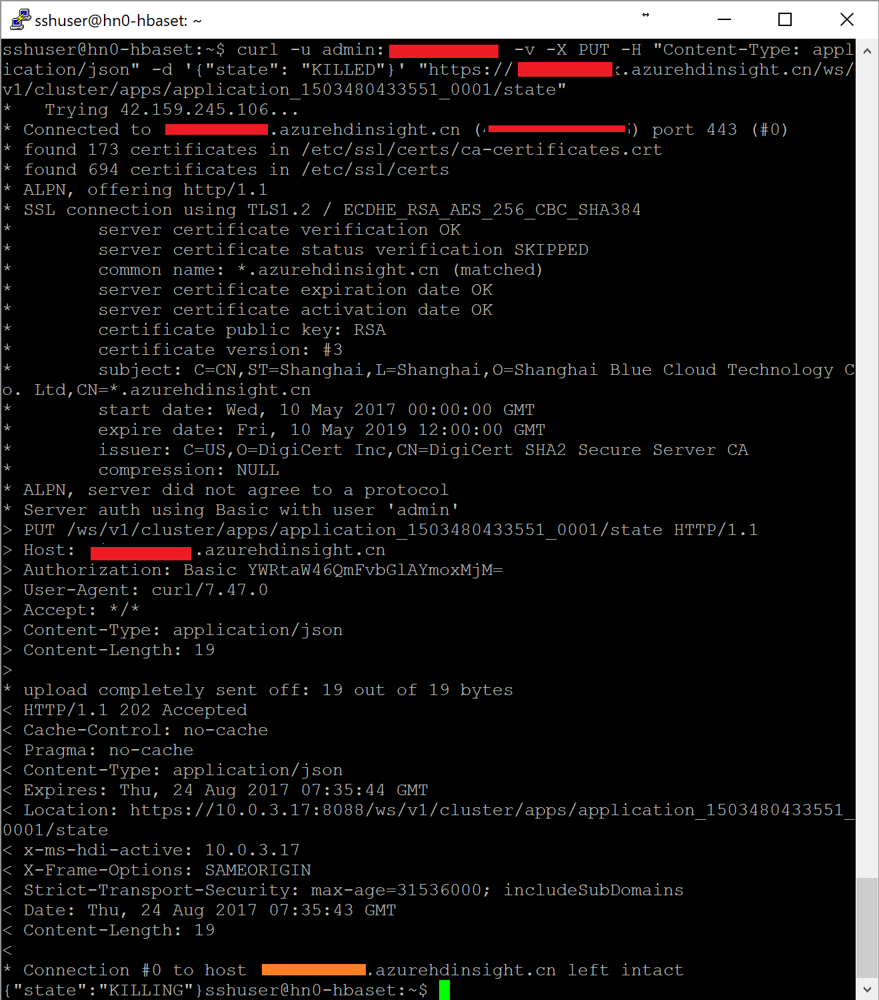 sshuser@hn0-hbaset: ~
sshuser@hn0-hbaset:~$ curl -u admin: -v -X PUT -H "Content-Type: appl
ication/json" -d '{"state": "KILLED"}' "https:// .azurehdinsight.cn/ws/
v1/cluster/apps/application_1503480433551_0001/state"
*   Trying 42.159.245.106...
* Connected to .azurehdinsight.cn ( ) port 443 (#0)
* found 173 certificates in /etc/ssl/certs/ca-certificates.crt
* found 694 certificates in /etc/ssl/certs
* ALPN, offering http/1.1
* SSL connection using TLS1.2 / ECDHE_RSA_AES_256_CBC_SHA384
*        server certificate verification OK
*        server certificate status verification SKIPPED
*        common name: *.azurehdinsight.cn (matched)
*        server certificate expiration date OK
*        server certificate activation date OK
*        certificate public key: RSA
*        certificate version: #3
*        subject: C=CN,ST=Shanghai,L=Shanghai,O=Shanghai Blue Cloud Technology C
o. Ltd,CN=*.azurehdinsight.cn
*        start date: Wed, 10 May 2017 00:00:00 GMT
*        expire date: Fri, 10 May 2019 12:00:00 GMT
*        issuer: C=US,O=DigiCert Inc,CN=DigiCert SHA2 Secure Server CA
*        compression: NULL
* ALPN, server did not agree to a protocol
* Server auth using Basic with user 'admin'
> PUT /ws/v1/cluster/apps/application_1503480433551_0001/state HTTP/1.1
> Host: .azurehdinsight.cn
> Authorization: Basic YWRtaW46QmFvbGlAYmoxMjM=
> User-Agent: curl/7.47.0
> Accept: */*
> Content-Type: application/json
> Content-Length: 19
>
* upload completely sent off: 19 out of 19 bytes
< HTTP/1.1 202 Accepted
< Cache-Control: no-cache
< Pragma: no-cache
< Content-Type: application/json
< Expires: Thu, 24 Aug 2017 07:35:44 GMT
< Location: https://10.0.3.17:8088/ws/v1/cluster/apps/application_1503480433551_
0001/state
< x-ms-hdi-active: 10.0.3.17
< X-Frame-Options: SAMEORIGIN
< Strict-Transport-Security: max-age=31536000; includeSubDomains
< Date: Thu, 24 Aug 2017 07:35:43 GMT
< Content-Length: 19
<
* Connection #0 to host .azurehdinsight.cn left intact
{"state":"KILLING"}sshuser@hn0-hbaset:~$